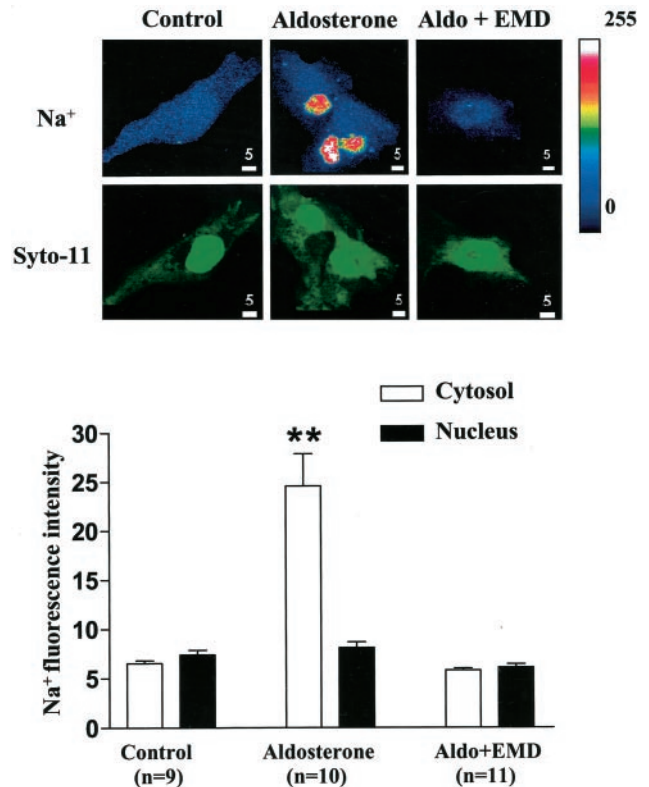 Control Aldosterone Aldo + EMD 255
Na⁺
5 5 5
0
Syto-11
5 5 5
Cytosol
Nucleus
**
Na⁺ fluorescence intensity
30
25
20
15
10
5
0
Control Aldosterone Aldo+EMD
(n=9) (n=10) (n=11)